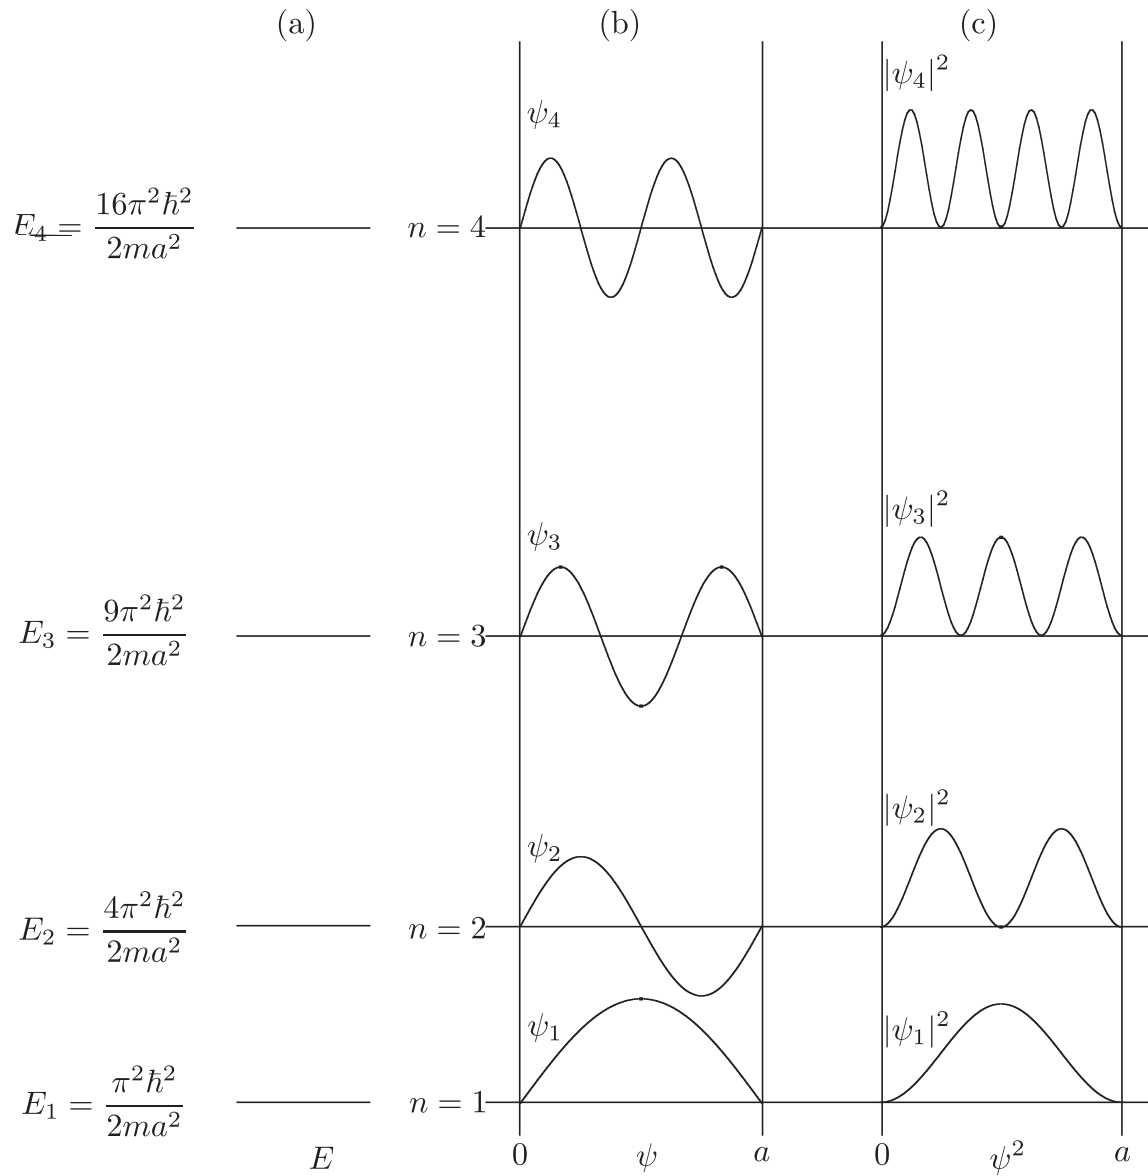 (a) (b) (c)
|ψ₄|²
ψ₄
E₄ = 16π²ħ²/2ma² n = 4
|ψ₃|²
ψ₃
E₃ = 9π²ħ²/2ma² n = 3
|ψ₂|²
ψ₂
E₂ = 4π²ħ²/2ma² n = 2
ψ₁ |ψ₁|²
E₁ = π²ħ²/2ma² n = 1
E 0 ψ a 0 ψ² a